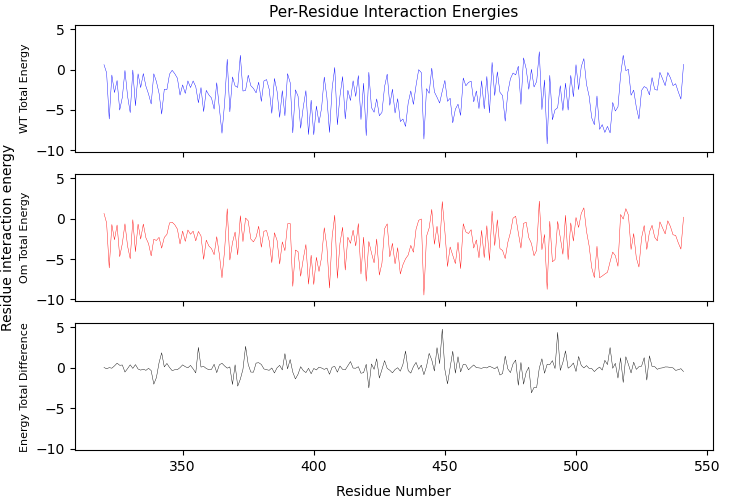 Per-Residue Interaction Energies
Residue interaction energy
WT Total Energy
5
0
−5
−10
Om Total Energy
5
0
−5
−10
Energy Total Difference
5
0
−5
−10
350 400 450 500 550
Residue Number